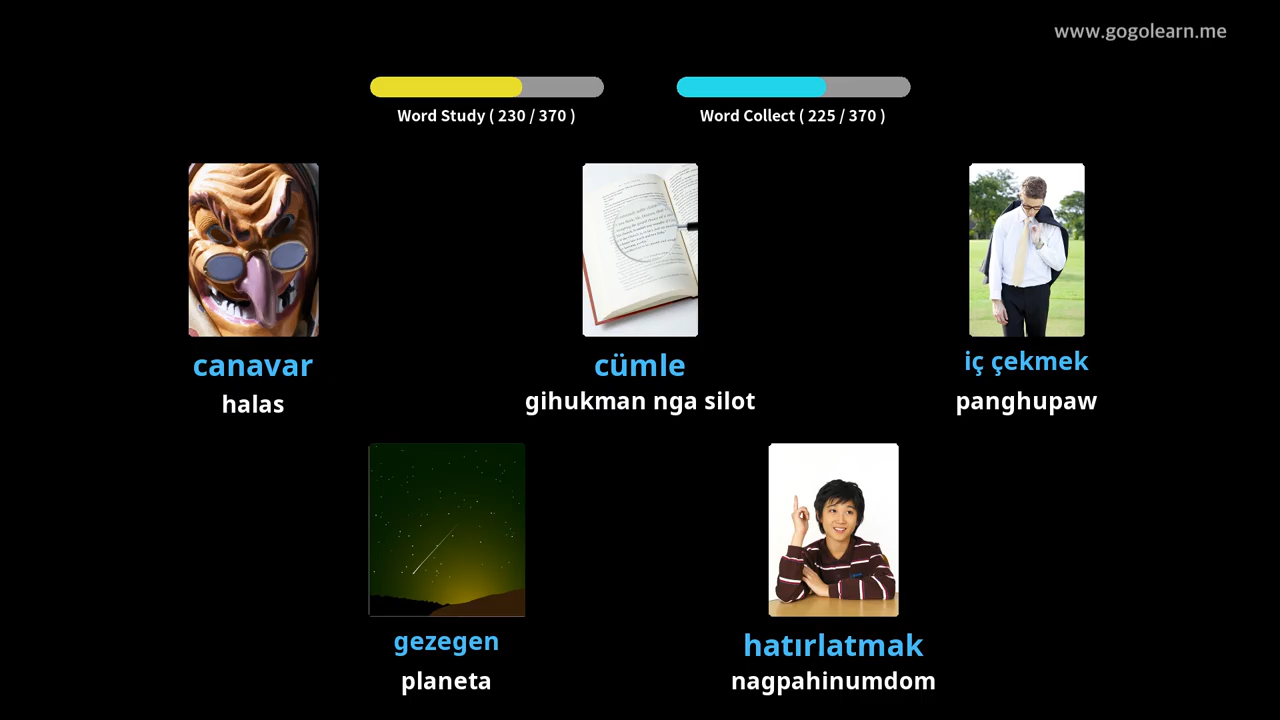 www.gogolearn.me
Word Study ( 230 / 370 )
Word Collect ( 225 / 370 )
canavar
halas
cümle
gihukman nga silot
iç çekmek
panghupaw
gezegen
planeta
hatırlatmak
nagpahinumdom